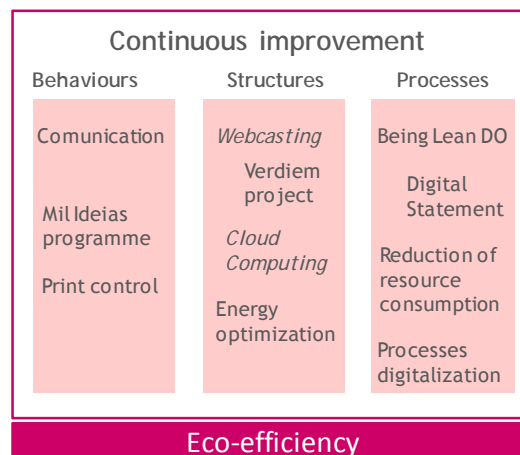 Continuous improvement
Behaviours
Structures
Processes
Comunication
Mil Ideias
programme
Print control
Webcasting
Verdiem
project
Cloud
Computing
Energy
optimization
Being Lean DO
Digital
Statement
Reduction of
resource
consumption
Processes
digitalization
Eco-efficiency